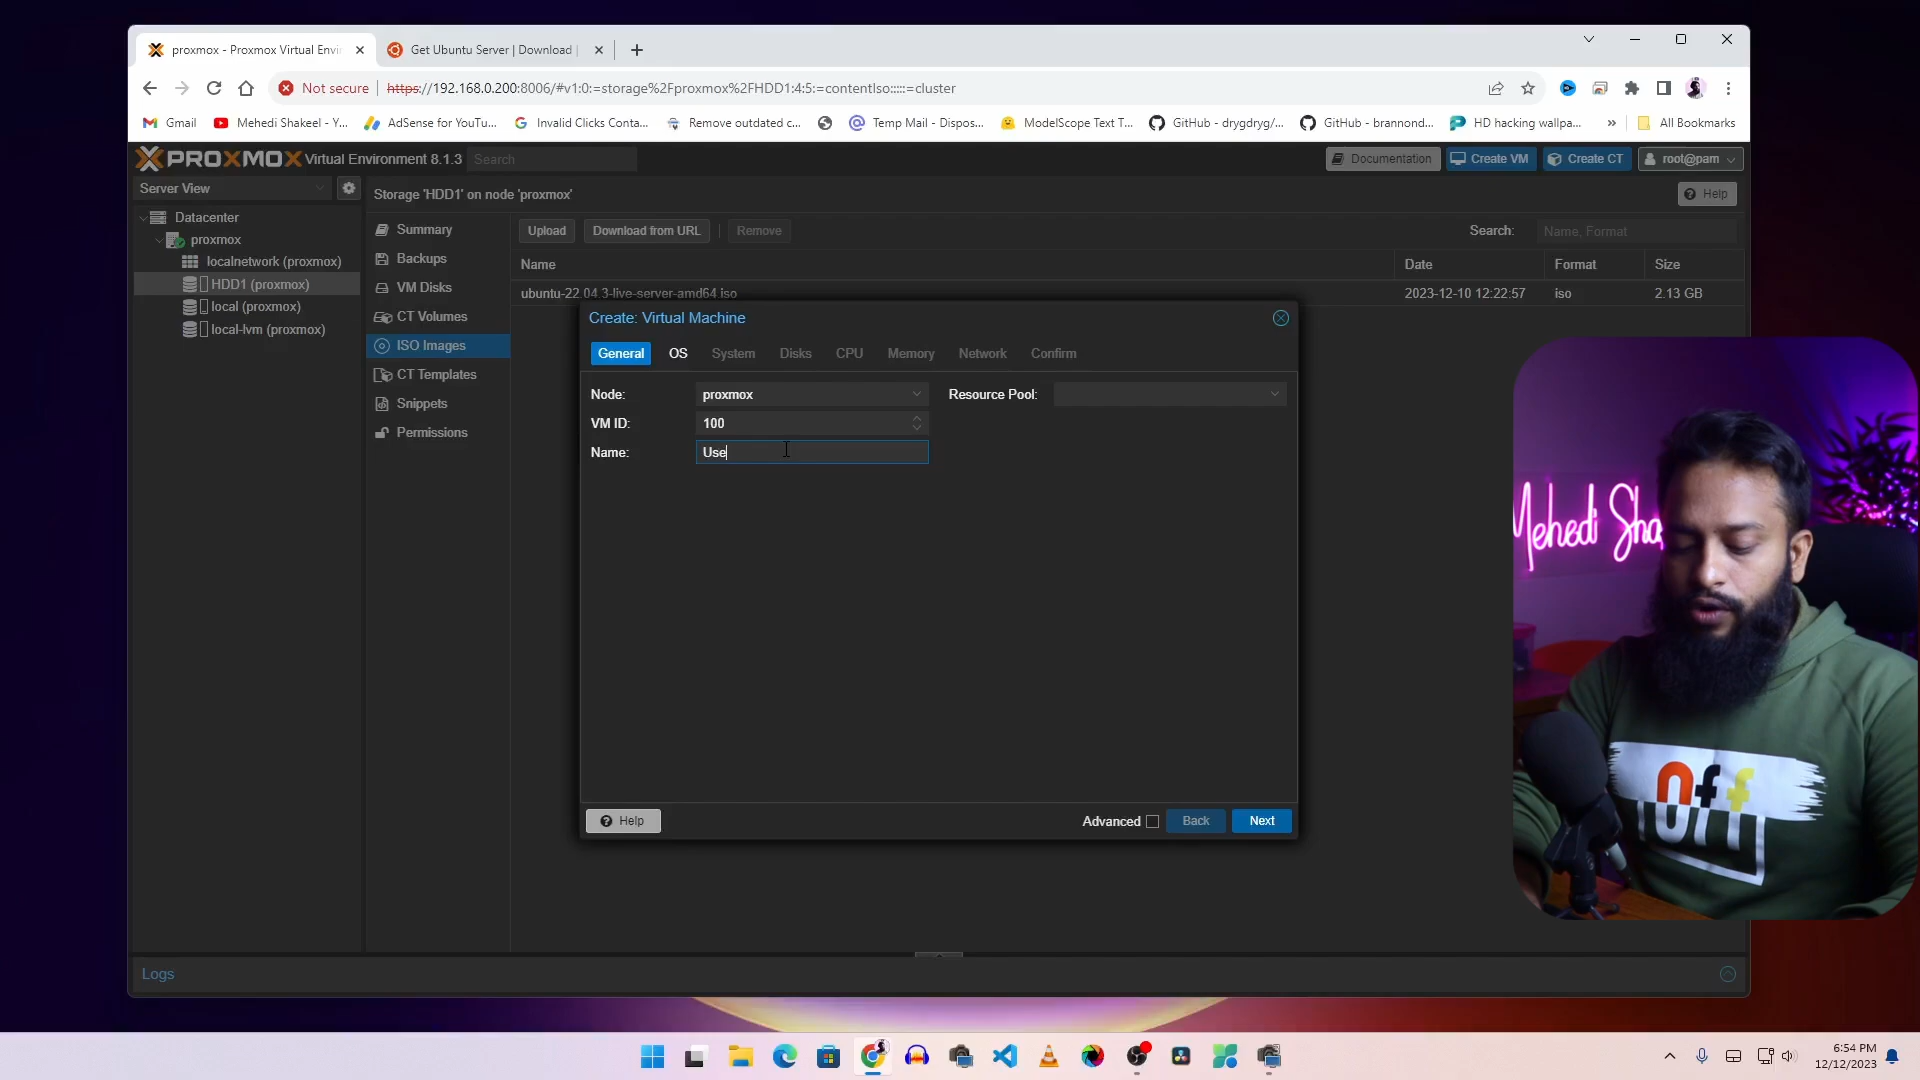 proxmox - Proxmox Virtual Envi
Get Ubuntu Server | Download |
Not secure
https://192.168.0.200:8006/#v1:0:=storage%2Fproxmox%2FHDD1:4:5:=contentIso:::::=cluster
Gmail
Mehedi Shakeel - Y...
AdSense for YouTu...
Invalid Clicks Conta...
Remove outdated c...
Temp Mail - Dispos...
ModelScope Text T...
GitHub - drygdryg/...
GitHub - brannond...
HD hacking wallpa...
»
All Bookmarks
PROXMOX Virtual Environment 8.1.3
Search
Documentation
Create VM
Create CT
root@pam
Server View
Storage 'HDD1' on node 'proxmox'
Help
Datacenter
proxmox
localnetwork (proxmox)
HDD1 (proxmox)
local (proxmox)
local-lvm (proxmox)
Summary
Backups
VM Disks
CT Volumes
ISO Images
CT Templates
Snippets
Permissions
Upload
Download from URL
Remove
Search:
Name, Format
Name
Date
Format
Size
ubuntu-22.04.3-live-server-amd64.iso
2023-12-10 12:22:57
iso
2.13 GB
Create: Virtual Machine
General
OS
System
Disks
CPU
Memory
Network
Confirm
Node:
proxmox
Resource Pool:
VM ID:
100
Name:
Use
Help
Advanced
Back
Next
Logs
Mehedi Sha
Off
6:54 PM
12/12/2023